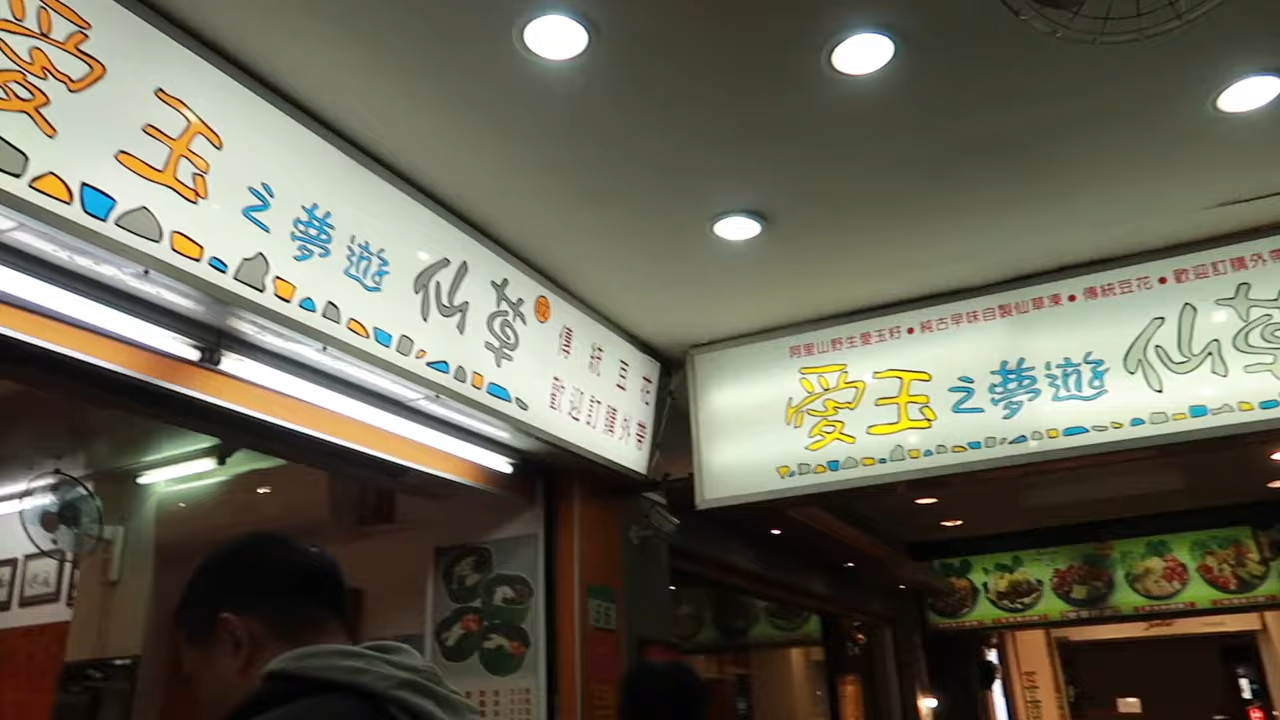 愛玉之夢遊仙草
傳統豆花
歡迎訂購外帶
阿里山野生愛玉籽●純古早味自製仙草凍●傳統豆花●歡迎訂購外帶
愛玉之夢遊仙草
56